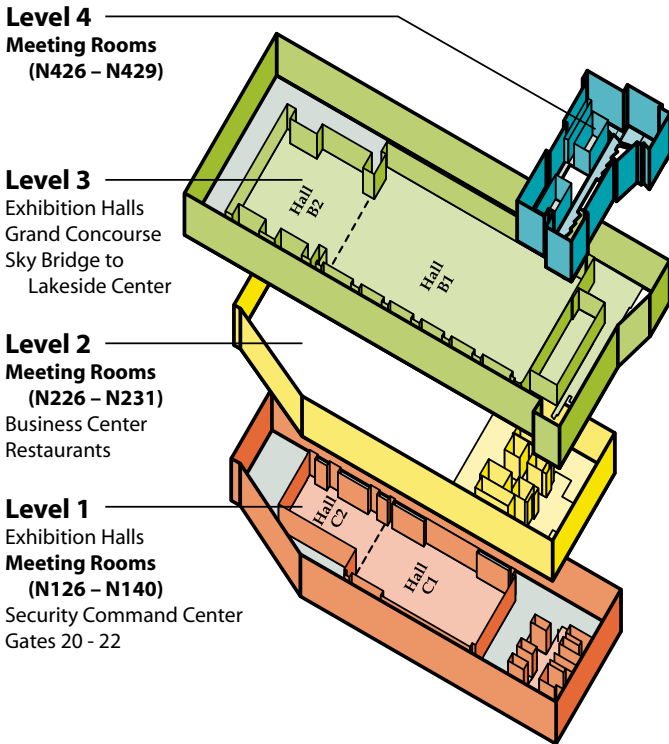 Level 4
Meeting Rooms
(N426 – N429)
Level 3
Exhibition Halls
Grand Concourse
Sky Bridge to
Lakeside Center
Hall
B2
Hall
B1
Level 2
Meeting Rooms
(N226 – N231)
Business Center
Restaurants
Level 1
Exhibition Halls
Meeting Rooms
(N126 – N140)
Security Command Center
Gates 20 - 22
Hall
C2
Hall
C1